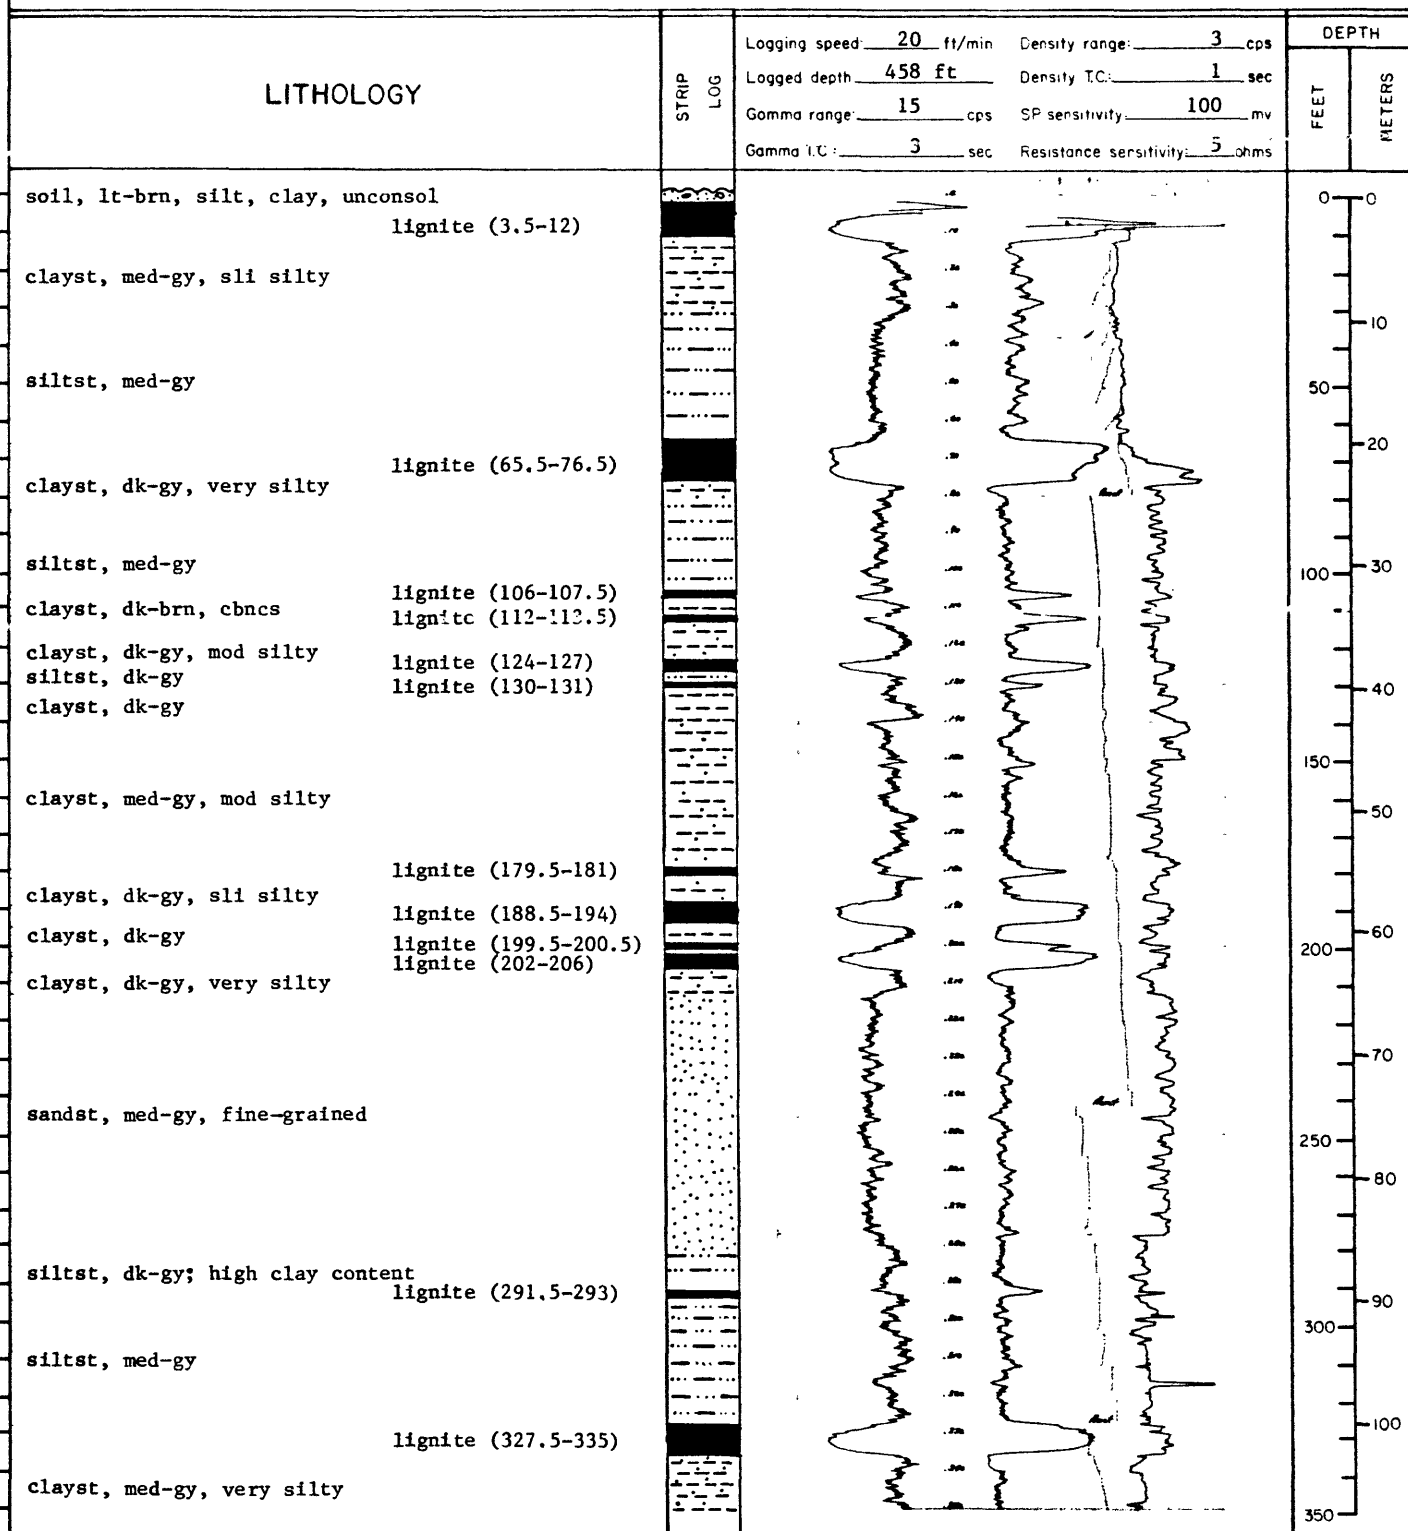 LITHOLOGY
STRIP LOG
Logging speed: 20 ft/min Density range: 3 cps
Logged depth 458 ft Density T.C.: 1 sec
Gamma range: 15 cps SP sensitivity: 100 mv
Gamma T.C.: 3 sec Resistance sensitivity: 5 ohms
DEPTH
FEET
METERS
soil, lt-brn, silt, clay, unconsol
0 0
lignite (3.5-12)
clayst, med-gy, sli silty
10
siltst, med-gy
50
20
lignite (65.5-76.5)
clayst, dk-gy, very silty
siltst, med-gy
100 30
lignite (106-107.5)
clayst, dk-brn, cbncs
lignite (112-113.5)
clayst, dk-gy, mod silty
lignite (124-127)
siltst, dk-gy
lignite (130-131)
40
clayst, dk-gy
150
clayst, med-gy, mod silty
50
lignite (179.5-181)
clayst, dk-gy, sli silty
lignite (188.5-194)
60
clayst, dk-gy
lignite (199.5-200.5)
200
lignite (202-206)
clayst, dk-gy, very silty
70
sandst, med-gy, fine-grained
250
80
siltst, dk-gy; high clay content
lignite (291.5-293)
90
300
siltst, med-gy
100
lignite (327.5-335)
clayst, med-gy, very silty
350